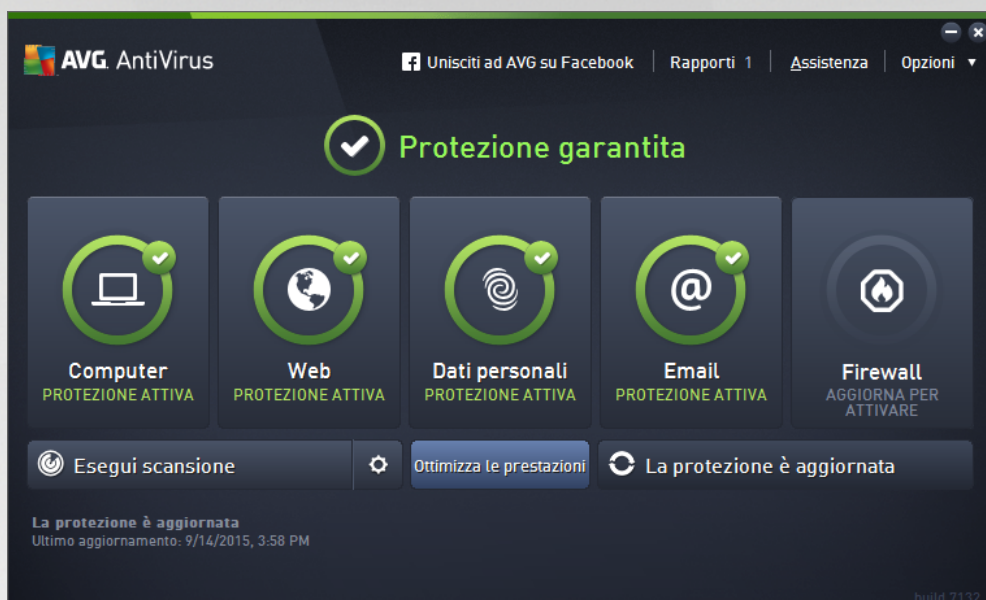 AVG. AntiVirus
Unisciti ad AVG su Facebook
Rapporti 1
Assistenza
Opzioni
Protezione garantita
Computer
PROTEZIONE ATTIVA
Web
PROTEZIONE ATTIVA
Dati personali
PROTEZIONE ATTIVA
@
Email
PROTEZIONE ATTIVA
Firewall
AGGIORNA PER
ATTIVARE
Esegui scansione
Ottimizza le prestazioni
La protezione è aggiornata
La protezione è aggiornata
Ultimo aggiornamento: 9/14/2015, 3:58 PM
build 7132